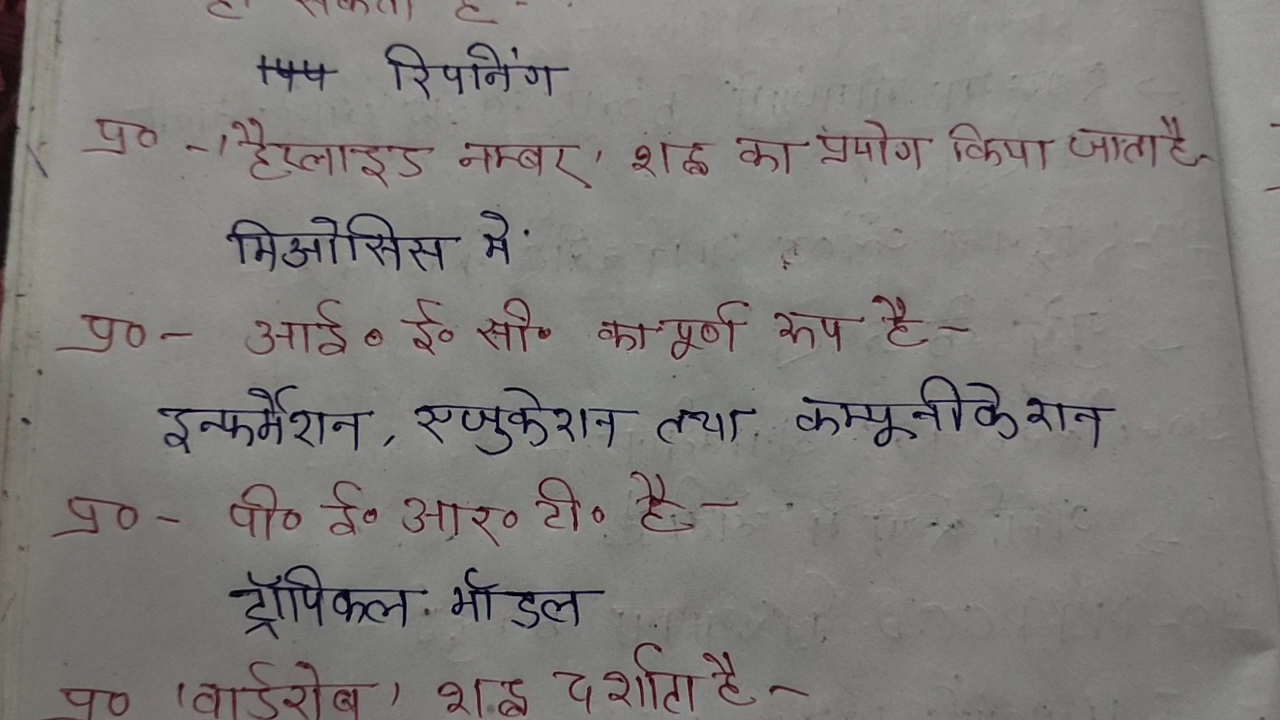 हो सकता है -
रिपनिंग
प्र० - 'हैप्लाइड नम्बर' शब्द का प्रयोग किया जाता है-
मिओसिस में
प्र० - आई० ई० सी० का पूर्ण रूप है -
इन्फर्मैशन, एजुकेशन तथा कम्यूनीकेशन
प्र० - पी० ई० आर० टी० है -
ट्रॉपिकल मॉडल
प्र० 'वार्डरोब' शब्द दर्शाता है -